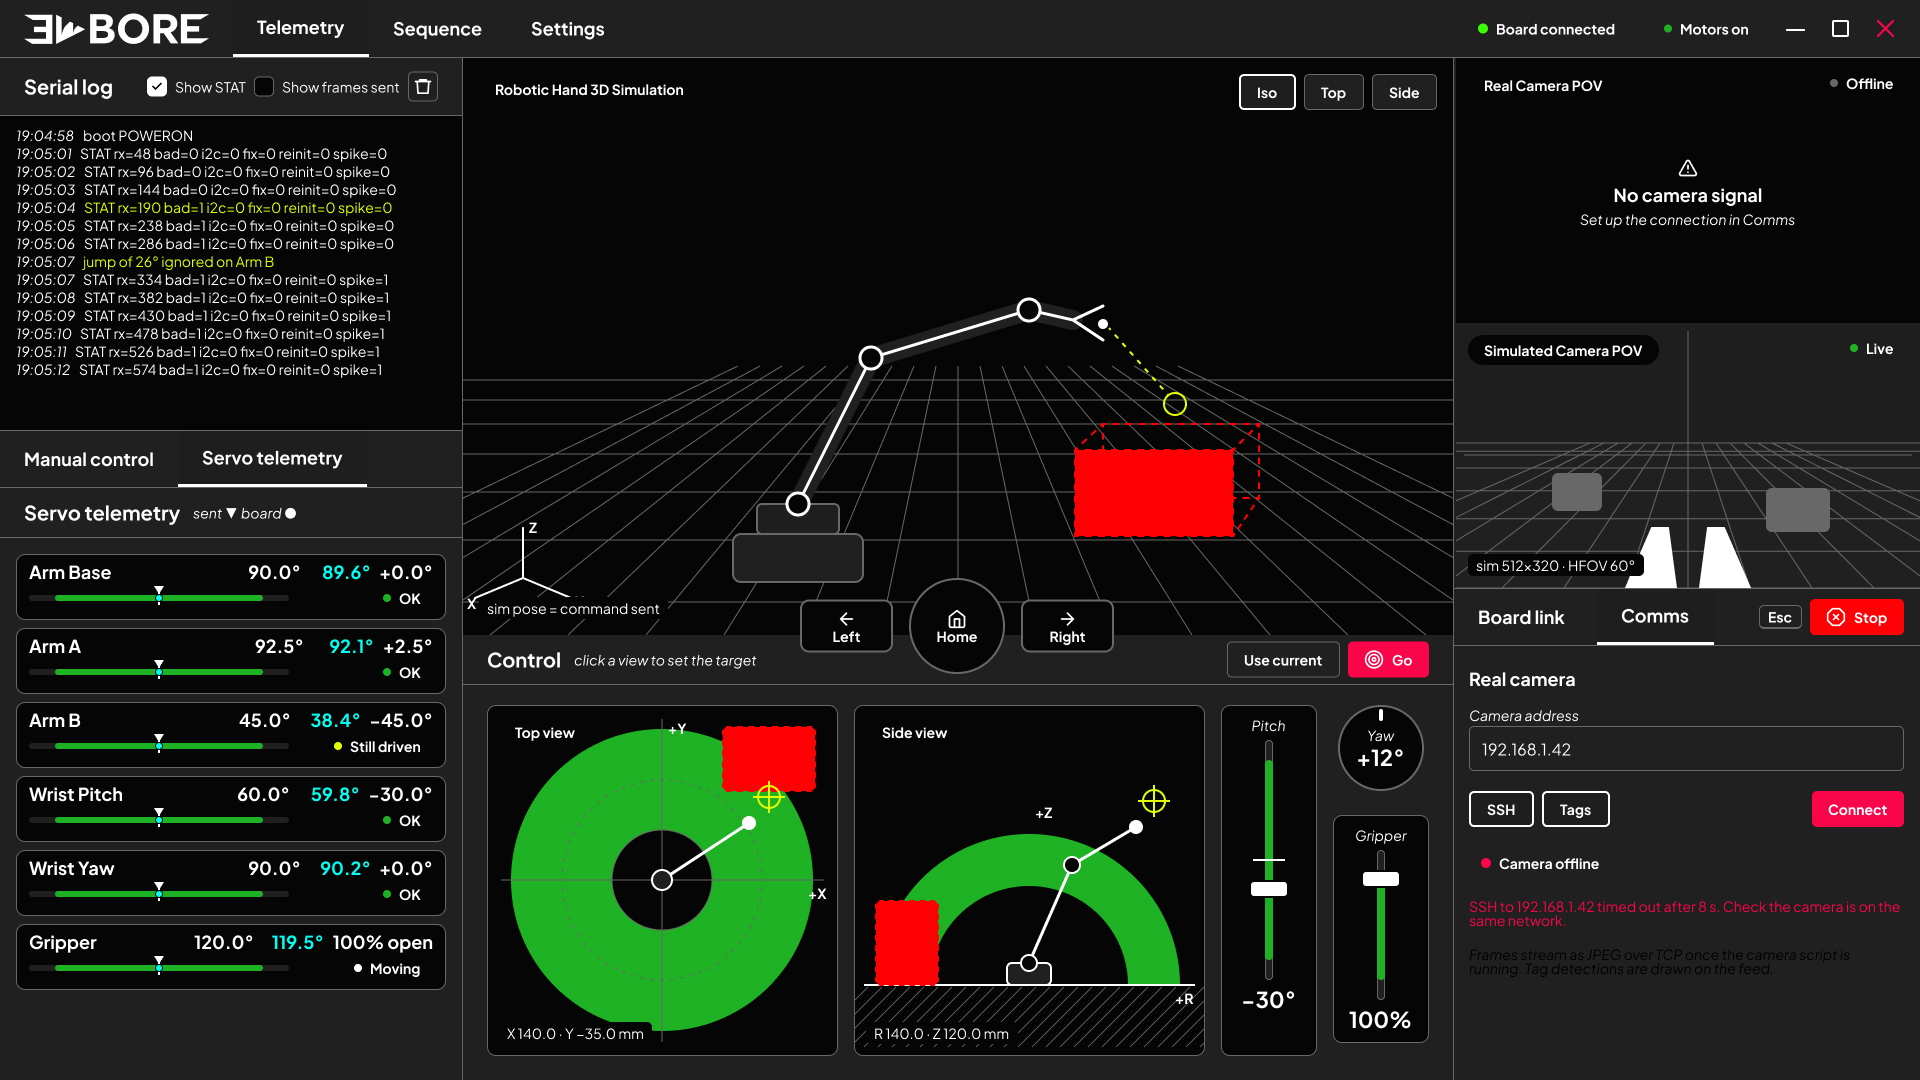 BORE
Telemetry
Sequence
Settings
Board connected
Motors on
Serial log
Show STAT
Show frames sent
19:04:58 boot POWERON
19:05:01 STAT rx=48 bad=0 i2c=0 fix=0 reinit=0 spike=0
19:05:02 STAT rx=96 bad=0 i2c=0 fix=0 reinit=0 spike=0
19:05:03 STAT rx=144 bad=0 i2c=0 fix=0 reinit=0 spike=0
19:05:04 STAT rx=190 bad=1 i2c=0 fix=0 reinit=0 spike=0
19:05:05 STAT rx=238 bad=1 i2c=0 fix=0 reinit=0 spike=0
19:05:06 STAT rx=286 bad=1 i2c=0 fix=0 reinit=0 spike=0
19:05:07 jump of 26° ignored on Arm B
19:05:07 STAT rx=334 bad=1 i2c=0 fix=0 reinit=0 spike=1
19:05:08 STAT rx=382 bad=1 i2c=0 fix=0 reinit=0 spike=1
19:05:09 STAT rx=430 bad=1 i2c=0 fix=0 reinit=0 spike=1
19:05:10 STAT rx=478 bad=1 i2c=0 fix=0 reinit=0 spike=1
19:05:11 STAT rx=526 bad=1 i2c=0 fix=0 reinit=0 spike=1
19:05:12 STAT rx=574 bad=1 i2c=0 fix=0 reinit=0 spike=1
Manual control
Servo telemetry
Servo telemetry sent ▼ board ●
Arm Base 90.0° 89.6° +0.0°
OK
Arm A 92.5° 92.1° +2.5°
OK
Arm B 45.0° 38.4° −45.0°
Still driven
Wrist Pitch 60.0° 59.8° −30.0°
OK
Wrist Yaw 90.0° 90.2° +0.0°
OK
Gripper 120.0° 119.5° 100% open
Moving
Robotic Hand 3D Simulation
Iso
Top
Side
Z
X
sim pose = command sent
Left
Home
Right
Control click a view to set the target
Use current
Go
Top view
+Y
+X
X 140.0 · Y −35.0 mm
Side view
+Z
+R
R 140.0 · Z 120.0 mm
Pitch
−30°
Yaw
+12°
Gripper
100%
Real Camera POV
Offline
No camera signal
Set up the connection in Comms
Simulated Camera POV
Live
sim 512×320 · HFOV 60°
Board link
Comms
Esc
Stop
Real camera
Camera address
192.168.1.42
SSH
Tags
Connect
Camera offline
SSH to 192.168.1.42 timed out after 8 s. Check the camera is on the
same network.
Frames stream as JPEG over TCP once the camera script is
running. Tag detections are drawn on the feed.